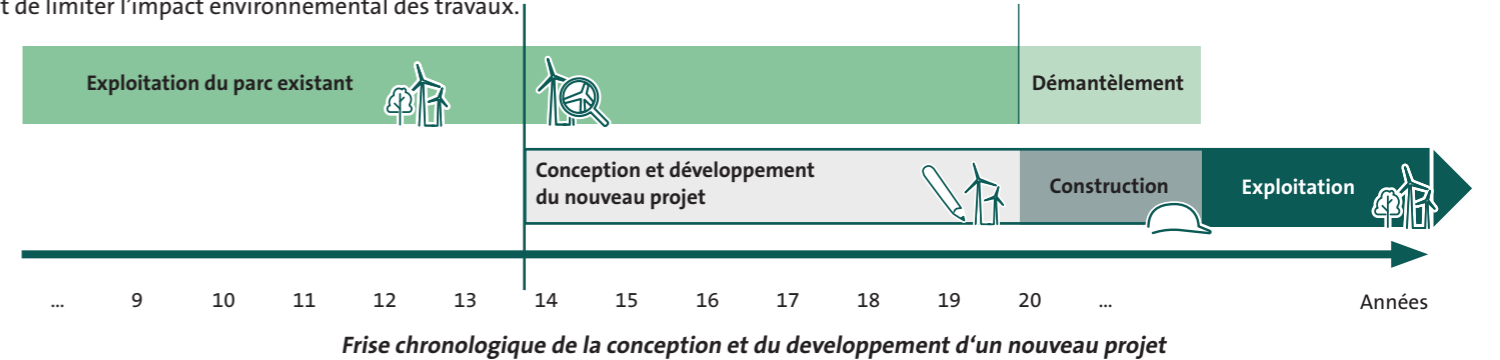 t de limiter l’impact environnemental des travaux.
Exploitation du parc existant
Démantèlement
Conception et développement
du nouveau projet
Construction
Exploitation
... 9 10 11 12 13 14 15 16 17 18 19 20 ... Années
Frise chronologique de la conception et du developpement d‘un nouveau projet